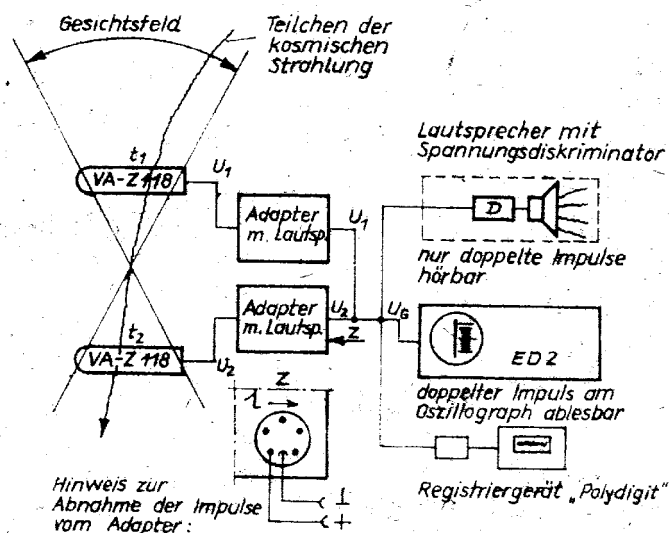 Gesichtsfeld
Teilchen der
kosmischen
Strahlung
t1
VA-Z 118
U1
Adapter
m. Lautsp.
U1
Lautsprecher mit
Spannungsdiskriminator
D
nur doppelte Impulse
hörbar
t2
VA-Z 118
U2
Adapter
m. Lautsp.
U2
Z
UG
ED 2
doppelter Impuls am
Oszillograph ablesbar
Z
⊥
+
Registriergerät „Polydigit"
Hinweis zur
Abnahme der Impulse
vom Adapter: